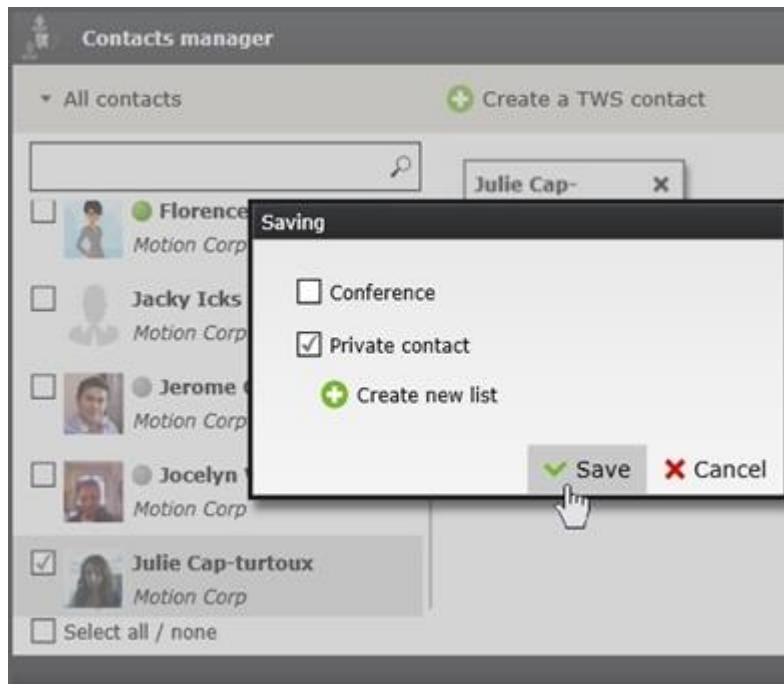 Contacts manager
All contacts
Create a TWS contact
Julie Cap-
Florence
Motion Corp
Saving
Jacky Icks
Motion Corp
Conference
Private contact
Jerome
Motion Corp
Create new list
Jocelyn
Motion Corp
Save
Cancel
Julie Cap-turtoux
Motion Corp
Select all / none